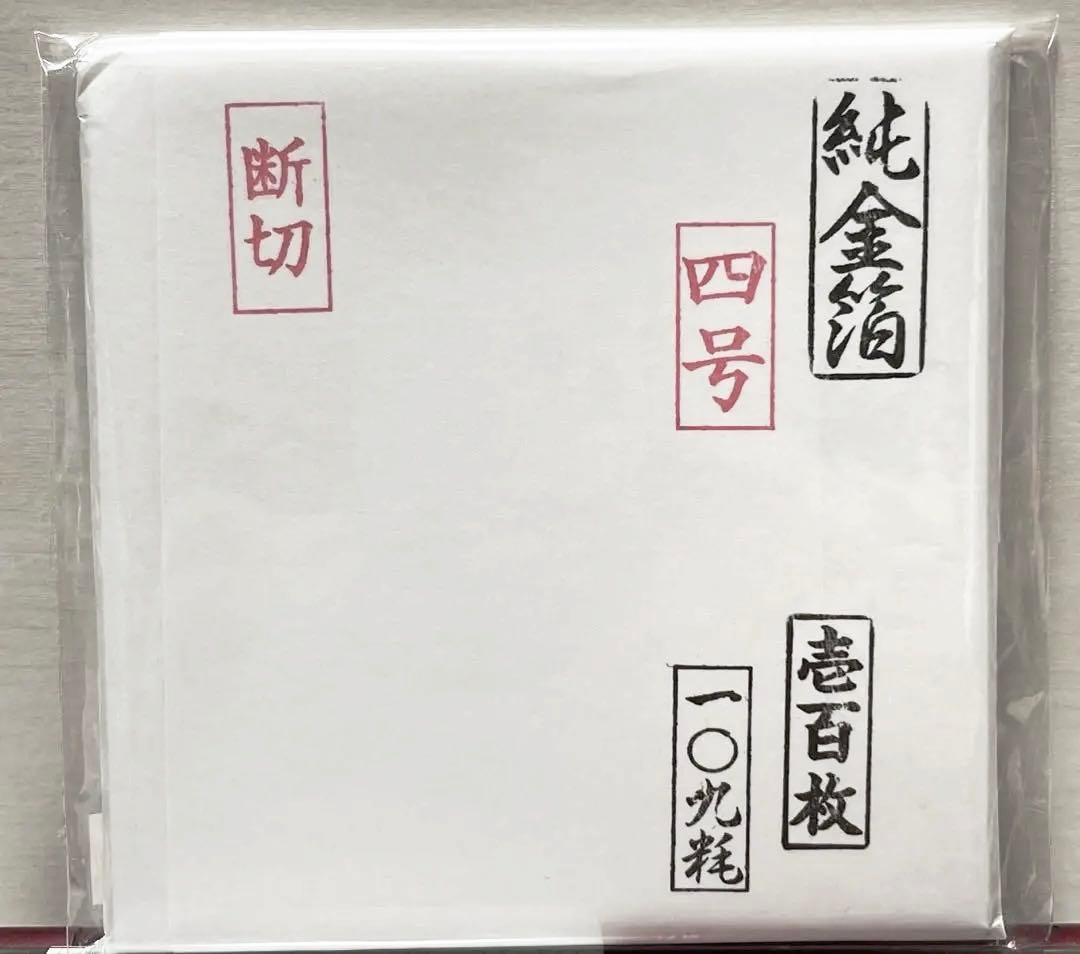 純金箔
壱百枚
四号
一〇九粍
断切